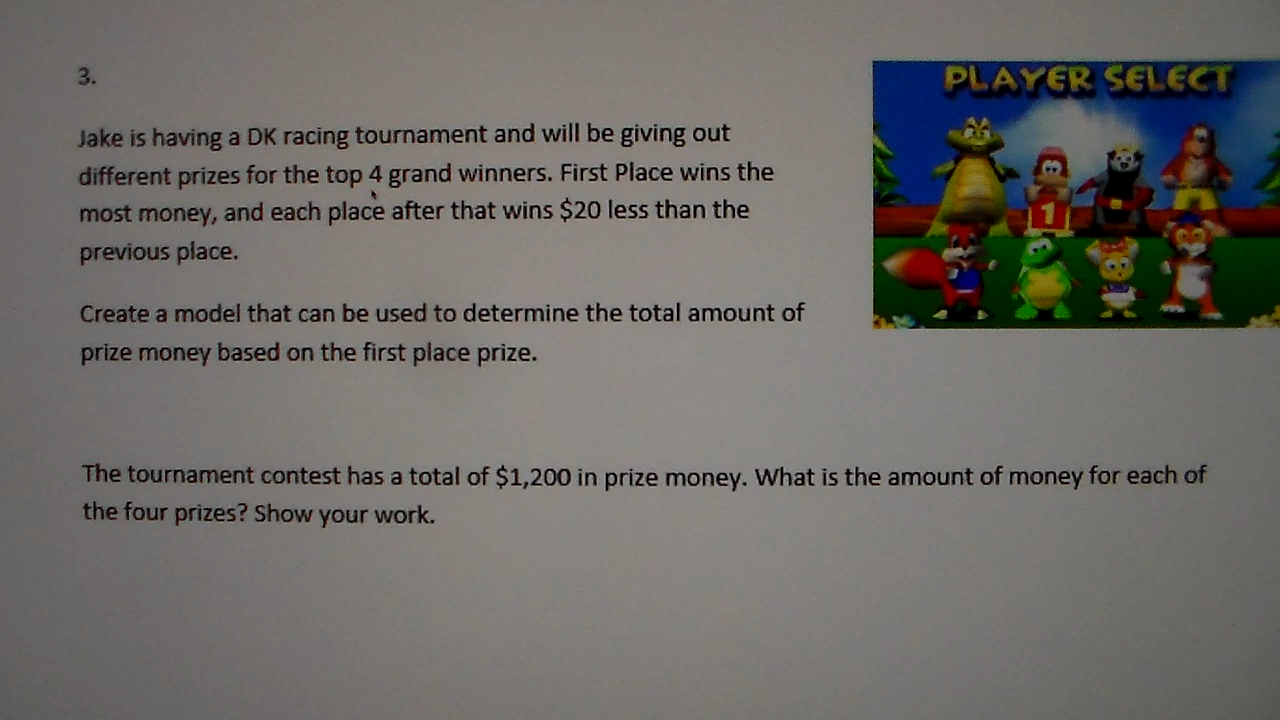 3.
PLAYER SELECT
Jake is having a DK racing tournament and will be giving out
different prizes for the top 4 grand winners. First Place wins the
most money, and each place after that wins $20 less than the
previous place.
1
Create a model that can be used to determine the total amount of
prize money based on the first place prize.
The tournament contest has a total of $1,200 in prize money. What is the amount of money for each of
the four prizes? Show your work.